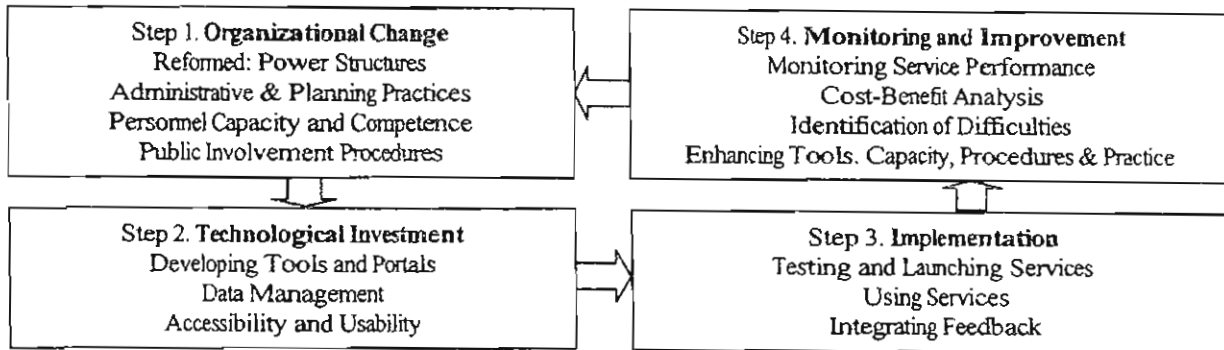 Step 1. Organizational Change
Reformed: Power Structures
Administrative & Planning Practices
Personnel Capacity and Competence
Public Involvement Procedures
Step 2. Technological Investment
Developing Tools and Portals
Data Management
Accessibility and Usability
Step 3. Implementation
Testing and Launching Services
Using Services
Integrating Feedback
Step 4. Monitoring and Improvement
Monitoring Service Performance
Cost-Benefit Analysis
Identification of Difficulties
Enhancing Tools. Capacity, Procedures & Practice